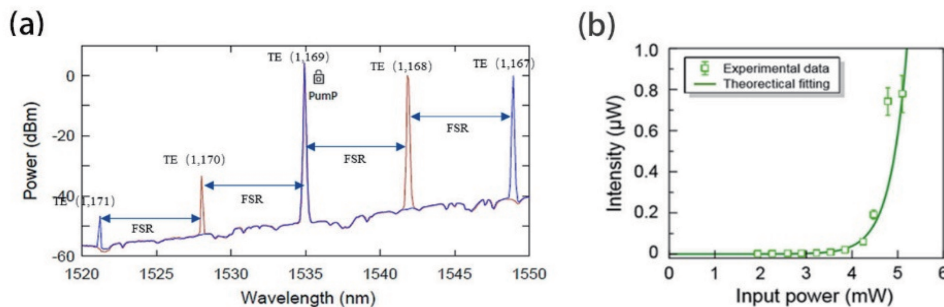 (a)
TE (1,169)
TE (1,168)
TE (1,167)
PumP
FSR
FSR
TE (1,170)
FSR
TE (1,171)
FSR
0
-20
-40
-60
Power (dBm)
1520 1525 1530 1535 1540 1545 1550
Wavelength (nm)
(b)
Experimental data
Theorectical fitting
1.0
0.8
0.6
0.4
0.2
0
Intensity (μW)
0 1 2 3 4 5 6
Input power (mW)